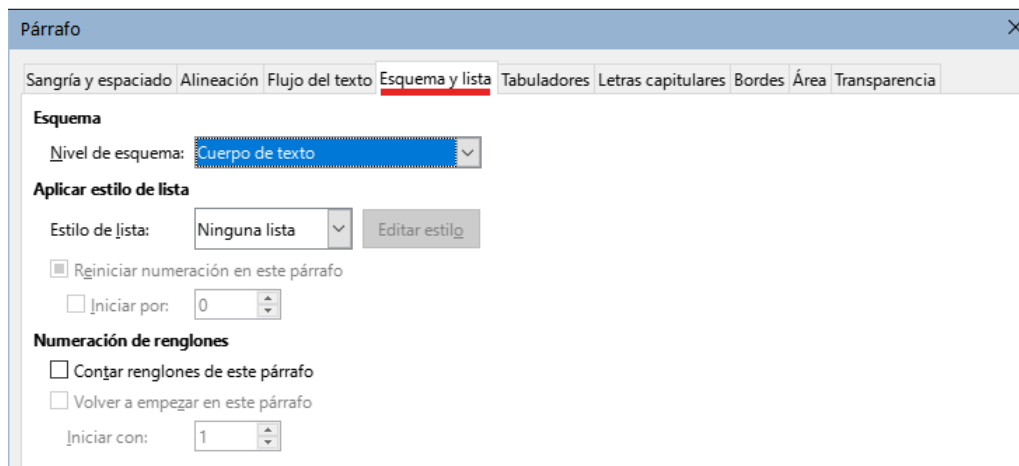 Párrafo
Sangría y espaciado Alineación Flujo del texto Esquema y lista Tabuladores Letras capitulares Bordes Área Transparencia
Esquema
Nivel de esquema: Cuerpo de texto
Aplicar estilo de lista
Estilo de lista: Ninguna lista Editar estilo
Reiniciar numeración en este párrafo
Iniciar por: 0
Numeración de renglones
Contar renglones de este párrafo
Volver a empezar en este párrafo
Iniciar con: 1